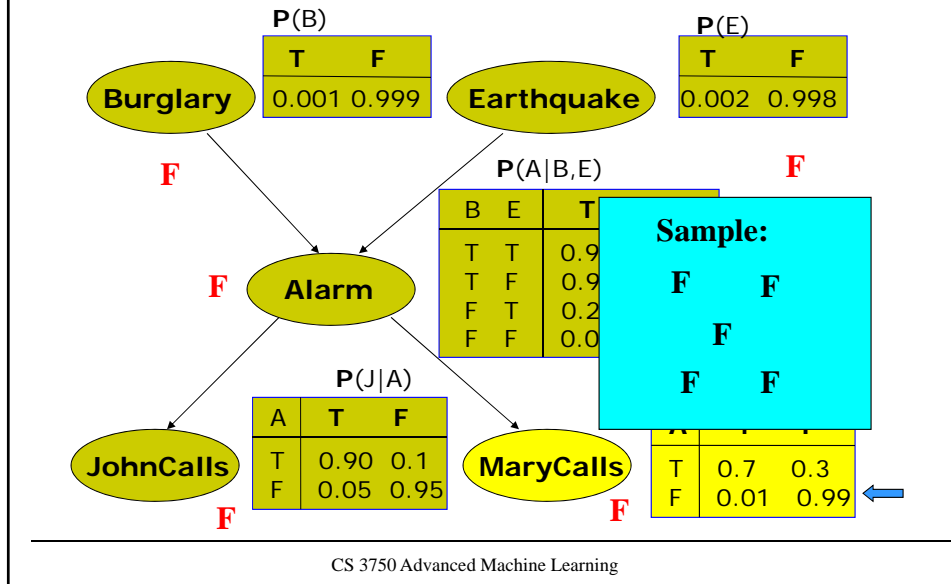 P(B)
T F
0.001 0.999
Burglary
P(E)
T F
0.002 0.998
Earthquake
F
F
P(A|B,E)
B E T
T T 0.9
T F 0.9
F T 0.2
F F 0.0
Sample:
F F
F
F F
F
Alarm
P(J|A)
A T F
T 0.90 0.1
F 0.05 0.95
JohnCalls
F
MaryCalls
F
T 0.7 0.3
F 0.01 0.99
CS 3750 Advanced Machine Learning